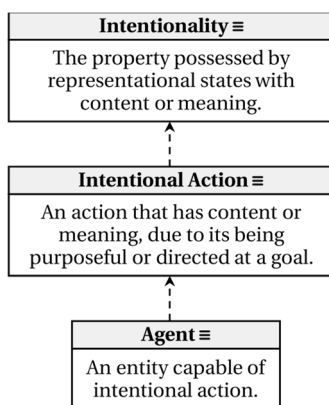 Intentionality ≡
The property possessed by
representational states with
content or meaning.
Intentional Action ≡
An action that has content or
meaning, due to its being
purposeful or directed at a goal.
Agent ≡
An entity capable of
intentional action.